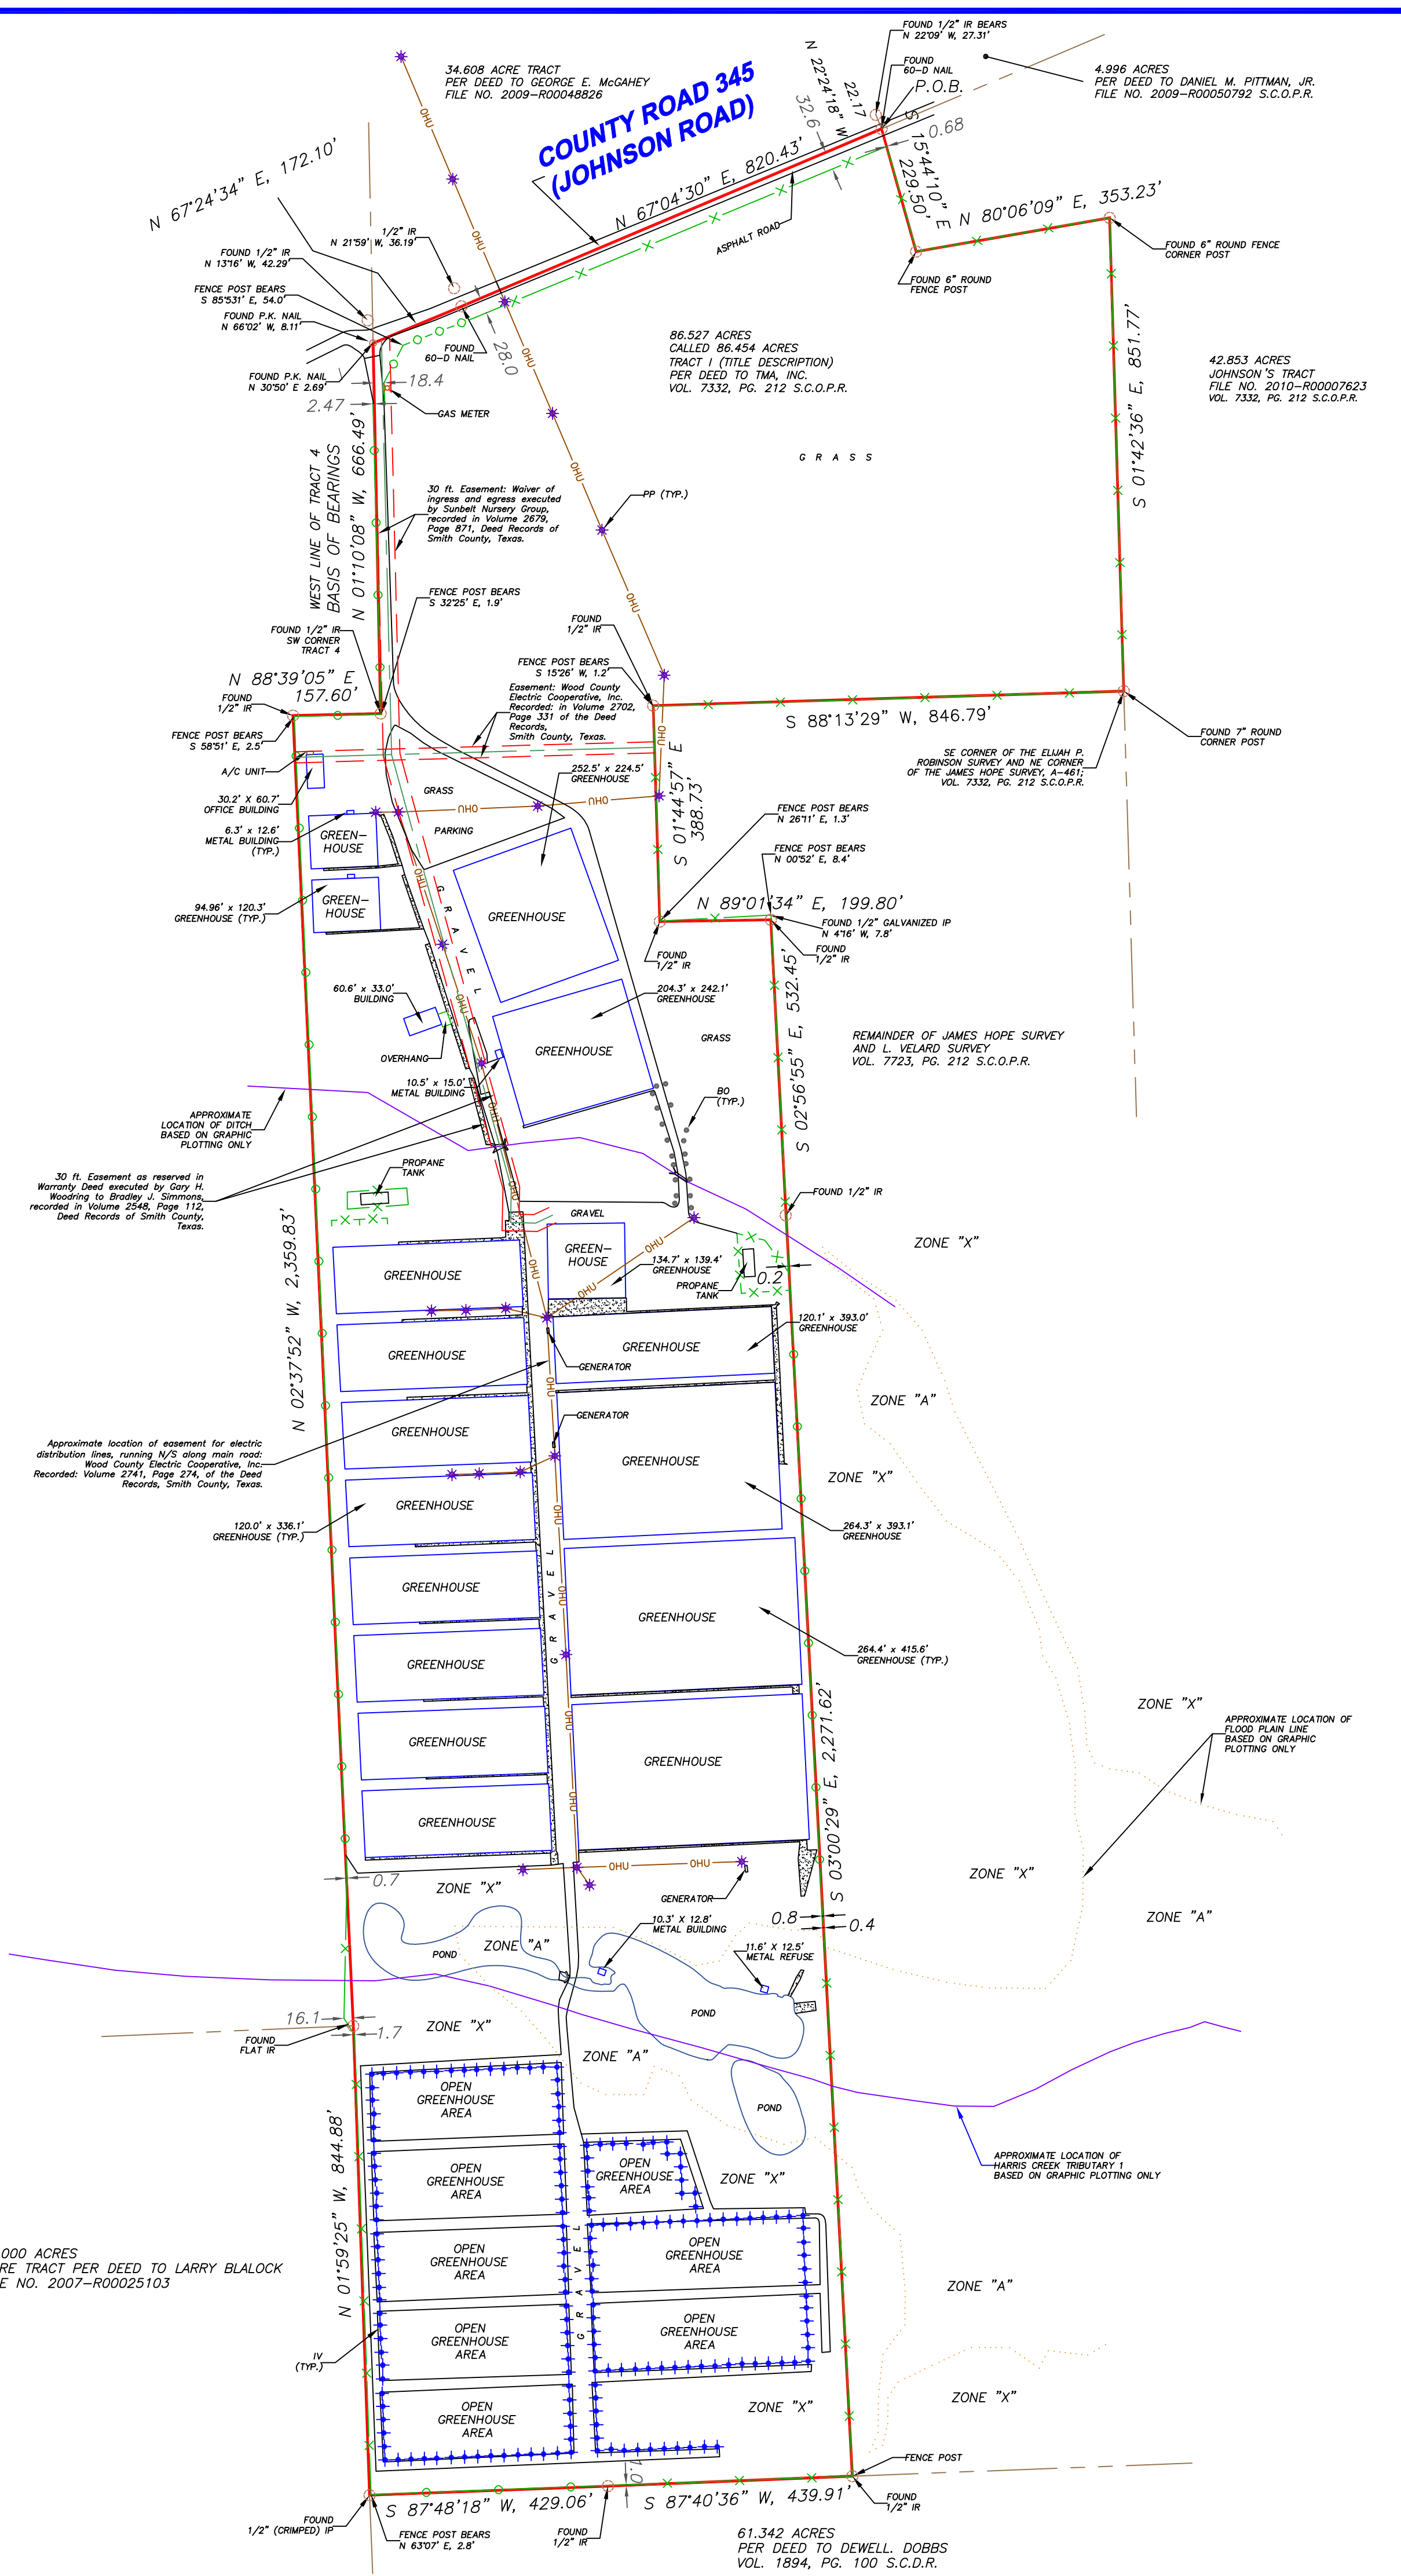 FOUND 1/2" IR BEARS
N 22°09' W, 27.31'
FOUND
60-D NAIL
P.O.B.
34.608 ACRE TRACT
PER DEED TO GEORGE E. McGAHEY
FILE NO. 2009-R00048826
4.996 ACRES
PER DEED TO DANIEL M. PITTMAN, JR.
FILE NO. 2009-R00050792 S.C.O.P.R.
COUNTY ROAD 345
(JOHNSON ROAD)
N 22°24'18" W
22.17
32.6
0.68
S 15°44'10" E
229.50'
N 67°24'34" E, 172.10'
N 67°04'30" E, 820.43'
N 80°06'09" E, 353.23'
ASPHALT ROAD
1/2" IR
N 21°59' W, 36.19'
FOUND 1/2" IR
N 13°16' W, 42.29'
FENCE POST BEARS
S 85°531' E, 54.0'
FOUND P.K. NAIL
N 66°02' W, 8.11'
FOUND P.K. NAIL
N 30°50' E 2.69'
FOUND
60-D NAIL
28.0
18.4
2.47
GAS METER
FOUND 6" ROUND FENCE
CORNER POST
FOUND 6" ROUND
FENCE POST
86.527 ACRES
CALLED 86.454 ACRES
TRACT I (TITLE DESCRIPTION)
PER DEED TO TMA, INC.
VOL. 7332, PG. 212 S.C.O.P.R.
42.853 ACRES
JOHNSON'S TRACT
FILE NO. 2010-R00007623
VOL. 7332, PG. 212 S.C.O.P.R.
S 01°42'36" E, 851.77'
GRASS
WEST LINE OF TRACT 4
BASIS OF BEARINGS
N 01°10'08" W, 666.49'
30 ft. Easement: Waiver of
ingress and egress executed
by Sunbelt Nursery Group,
recorded in Volume 2679,
Page 871, Deed Records of
Smith County, Texas.
PP (TYP.)
OHU
OHU
OHU
OHU
OHU
FENCE POST BEARS
S 32°25' E, 1.9'
FOUND 1/2" IR
SW CORNER
TRACT 4
FOUND
1/2" IR
N 88°39'05" E
157.60'
FOUND
1/2" IR
FENCE POST BEARS
S 15°26' W, 1.2'
Easement: Wood County
Electric Cooperative, Inc.
Recorded: in Volume 2702,
Page 331 of the Deed
Records,
Smith County, Texas.
S 88°13'29" W, 846.79'
FENCE POST BEARS
S 58°51' E, 2.5'
FOUND 7" ROUND
CORNER POST
SE CORNER OF THE ELIJAH P.
ROBINSON SURVEY AND NE CORNER
OF THE JAMES HOPE SURVEY, A-461;
VOL. 7332, PG. 212 S.C.O.P.R.
A/C UNIT
252.5' x 224.5'
GREENHOUSE
30.2' X 60.7'
OFFICE BUILDING
GRASS
OHU
OHU
OHU
S 01°44'57" E
388.73'
PARKING
FENCE POST BEARS
N 26°11' E, 1.3'
6.3' x 12.6'
METAL BUILDING
(TYP.)
GREEN-
HOUSE
FENCE POST BEARS
N 00°52' E, 8.4'
94.96' x 120.3'
GREENHOUSE (TYP.)
GREEN-
HOUSE
OHU
GRAVEL
GREENHOUSE
N 89°01'34" E, 199.80'
FOUND 1/2" GALVANIZED IP
N 4°16' W, 7.8'
FOUND
1/2" IR
FOUND
1/2" IR
60.6' x 33.0'
BUILDING
OHU
204.3' x 242.1'
GREENHOUSE
S 02°56'55" E, 532.45'
REMAINDER OF JAMES HOPE SURVEY
AND L. VELARD SURVEY
VOL. 7723, PG. 212 S.C.O.P.R.
GREENHOUSE
GRASS
OVERHANG
10.5' x 15.0'
METAL BUILDING
BO
(TYP.)
OHU
APPROXIMATE
LOCATION OF DITCH
BASED ON GRAPHIC
PLOTTING ONLY
PROPANE
TANK
30 ft. Easement as reserved in
Warranty Deed executed by Gary H.
Woodring to Bradley J. Simmons,
recorded in Volume 2548, Page 112,
Deed Records of Smith County,
Texas.
OHU
FOUND 1/2" IR
GRAVEL
GREEN-
HOUSE
OHU
OHU
OHU
134.7' x 139.4'
GREENHOUSE
PROPANE
TANK
0.2
ZONE "X"
GREENHOUSE
N 02°37'52" W, 2,359.83'
120.1' x 393.0'
GREENHOUSE
GREENHOUSE
GREENHOUSE
GENERATOR
OHU
ZONE "A"
GENERATOR
GREENHOUSE
Approximate location of easement for electric
distribution lines, running N/S along main road:
Wood County Electric Cooperative, Inc.
Recorded: Volume 2741, Page 274, of the Deed
Records, Smith County, Texas.
GREENHOUSE
ZONE "X"
GREENHOUSE
OHU
120.0' x 336.1'
GREENHOUSE (TYP.)
264.3' x 393.1'
GREENHOUSE
GREENHOUSE
GRAVEL
OHU
GREENHOUSE
264.4' x 415.6'
GREENHOUSE (TYP.)
GREENHOUSE
S 03°00'29" E, 2,271.62'
ZONE "X"
APPROXIMATE LOCATION OF
FLOOD PLAIN LINE
BASED ON GRAPHIC
PLOTTING ONLY
GREENHOUSE
OHU
GREENHOUSE
OHU
GREENHOUSE
OHU
OHU
0.7
ZONE "X"
GENERATOR
ZONE "X"
0.8
0.4
10.3' X 12.8'
METAL BUILDING
ZONE "A"
ZONE "A"
POND
11.6' X 12.5'
METAL REFUSE
POND
16.1
1.7
FOUND
FLAT IR
ZONE "X"
ZONE "A"
OPEN
GREENHOUSE
AREA
POND
APPROXIMATE LOCATION OF
HARRIS CREEK TRIBUTARY 1
BASED ON GRAPHIC PLOTTING ONLY
OPEN
GREENHOUSE
AREA
OPEN
GREENHOUSE
AREA
ZONE "X"
N 01°59'25" W, 844.88'
.000 ACRES
RE TRACT PER DEED TO LARRY BLALOCK
E NO. 2007-R00025103
OPEN
GREENHOUSE
AREA
GRAVEL
OPEN
GREENHOUSE
AREA
ZONE "A"
OPEN
GREENHOUSE
AREA
OPEN
GREENHOUSE
AREA
IV
(TYP.)
OPEN
GREENHOUSE
AREA
ZONE "X"
ZONE "X"
FENCE POST
1.0
S 87°48'18" W, 429.06'
S 87°40'36" W, 439.91'
FOUND
1/2" IR
FOUND
1/2" (CRIMPED) IP
FENCE POST BEARS
N 63°07' E, 2.8'
FOUND
1/2" IR
61.342 ACRES
PER DEED TO DEWELL. DOBBS
VOL. 1894, PG. 100 S.C.D.R.